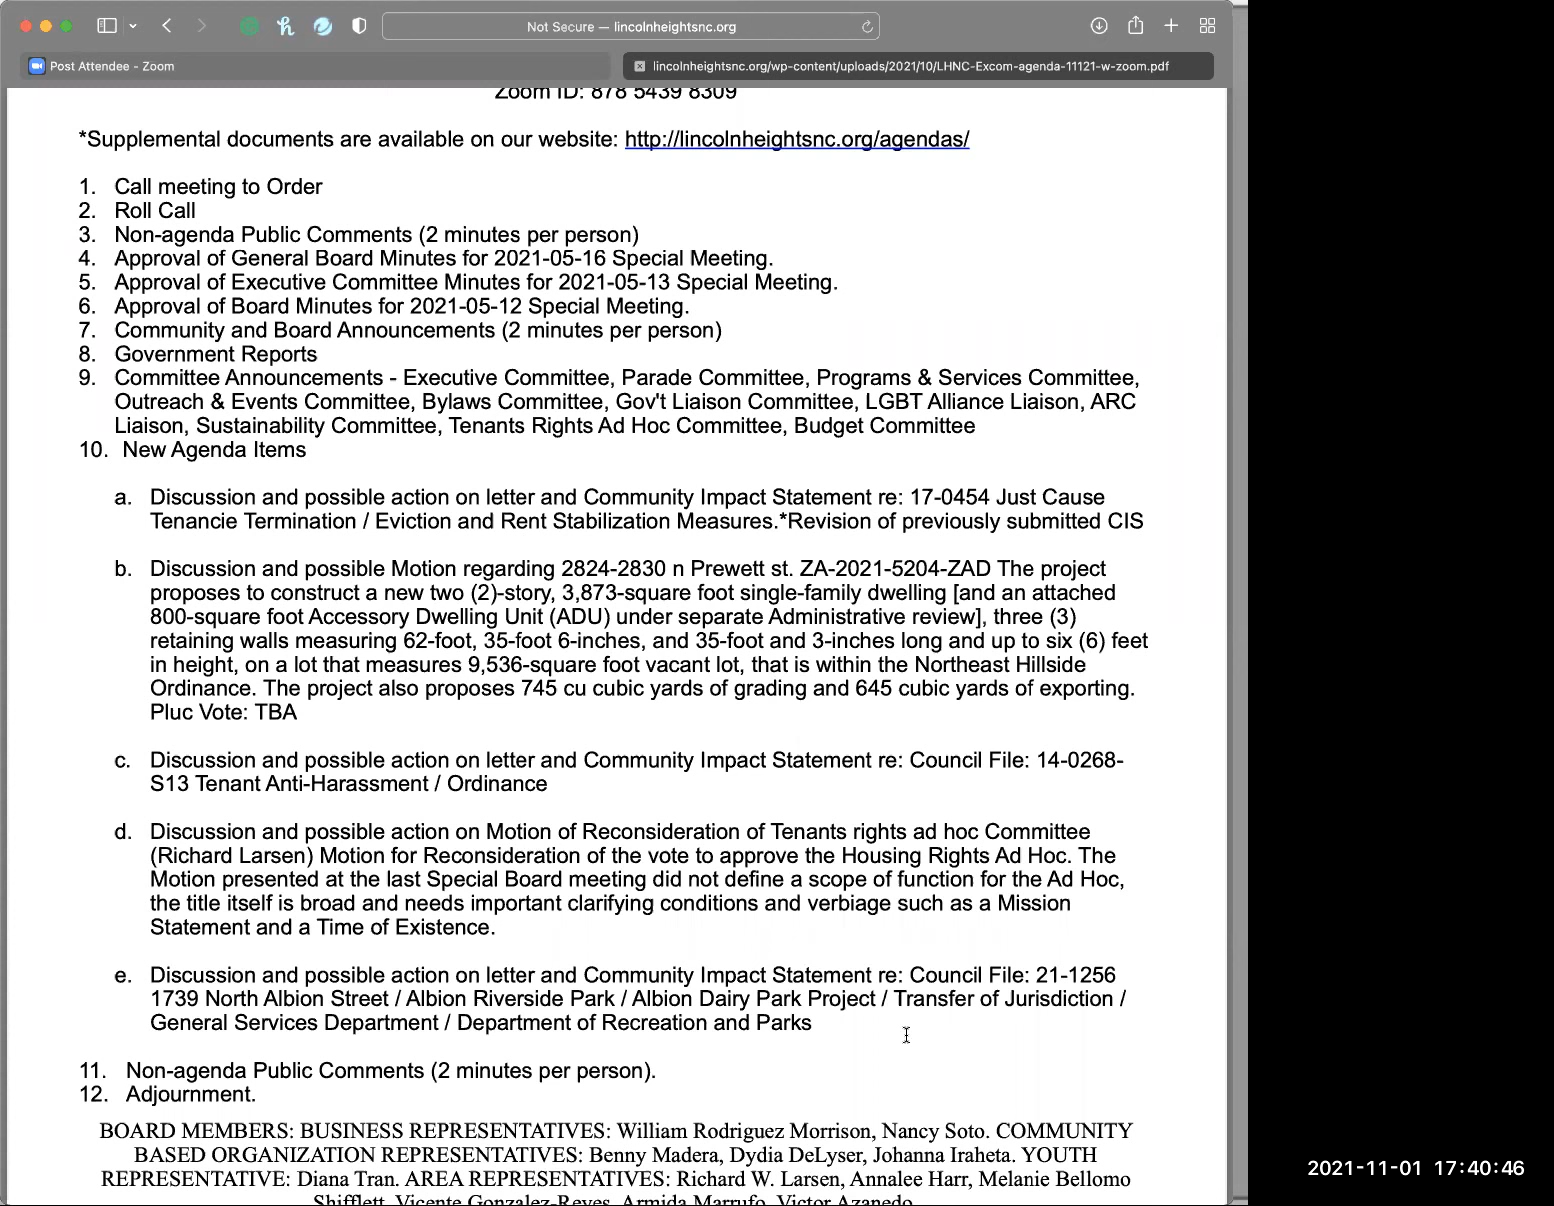 Not Secure — lincolnheightsnc.org
Post Attendee - Zoom
lincolnheightsnc.org/wp-content/uploads/2021/10/LHNC-Excom-agenda-11121-w-zoom.pdf
Zoom ID: 878 5439 8309
*Supplemental documents are available on our website: http://lincolnheightsnc.org/agendas/
1. Call meeting to Order
2. Roll Call
3. Non-agenda Public Comments (2 minutes per person)
4. Approval of General Board Minutes for 2021-05-16 Special Meeting.
5. Approval of Executive Committee Minutes for 2021-05-13 Special Meeting.
6. Approval of Board Minutes for 2021-05-12 Special Meeting.
7. Community and Board Announcements (2 minutes per person)
8. Government Reports
9. Committee Announcements - Executive Committee, Parade Committee, Programs & Services Committee,
Outreach & Events Committee, Bylaws Committee, Gov't Liaison Committee, LGBT Alliance Liaison, ARC
Liaison, Sustainability Committee, Tenants Rights Ad Hoc Committee, Budget Committee
10. New Agenda Items
a. Discussion and possible action on letter and Community Impact Statement re: 17-0454 Just Cause
Tenancie Termination / Eviction and Rent Stabilization Measures.*Revision of previously submitted CIS
b. Discussion and possible Motion regarding 2824-2830 n Prewett st. ZA-2021-5204-ZAD The project
proposes to construct a new two (2)-story, 3,873-square foot single-family dwelling [and an attached
800-square foot Accessory Dwelling Unit (ADU) under separate Administrative review], three (3)
retaining walls measuring 62-foot, 35-foot 6-inches, and 35-foot and 3-inches long and up to six (6) feet
in height, on a lot that measures 9,536-square foot vacant lot, that is within the Northeast Hillside
Ordinance. The project also proposes 745 cu cubic yards of grading and 645 cubic yards of exporting.
Pluc Vote: TBA
c. Discussion and possible action on letter and Community Impact Statement re: Council File: 14-0268-
S13 Tenant Anti-Harassment / Ordinance
d. Discussion and possible action on Motion of Reconsideration of Tenants rights ad hoc Committee
(Richard Larsen) Motion for Reconsideration of the vote to approve the Housing Rights Ad Hoc. The
Motion presented at the last Special Board meeting did not define a scope of function for the Ad Hoc,
the title itself is broad and needs important clarifying conditions and verbiage such as a Mission
Statement and a Time of Existence.
e. Discussion and possible action on letter and Community Impact Statement re: Council File: 21-1256
1739 North Albion Street / Albion Riverside Park / Albion Dairy Park Project / Transfer of Jurisdiction /
General Services Department / Department of Recreation and Parks
11. Non-agenda Public Comments (2 minutes per person).
12. Adjournment.
BOARD MEMBERS: BUSINESS REPRESENTATIVES: William Rodriguez Morrison, Nancy Soto. COMMUNITY
BASED ORGANIZATION REPRESENTATIVES: Benny Madera, Dydia DeLyser, Johanna Iraheta. YOUTH
REPRESENTATIVE: Diana Tran. AREA REPRESENTATIVES: Richard W. Larsen, Annalee Harr, Melanie Bellomo
Shifflett, Vicente Gonzalez-Reyes, Armida Marrufo, Victor Azanedo
2021-11-01 17:40:46